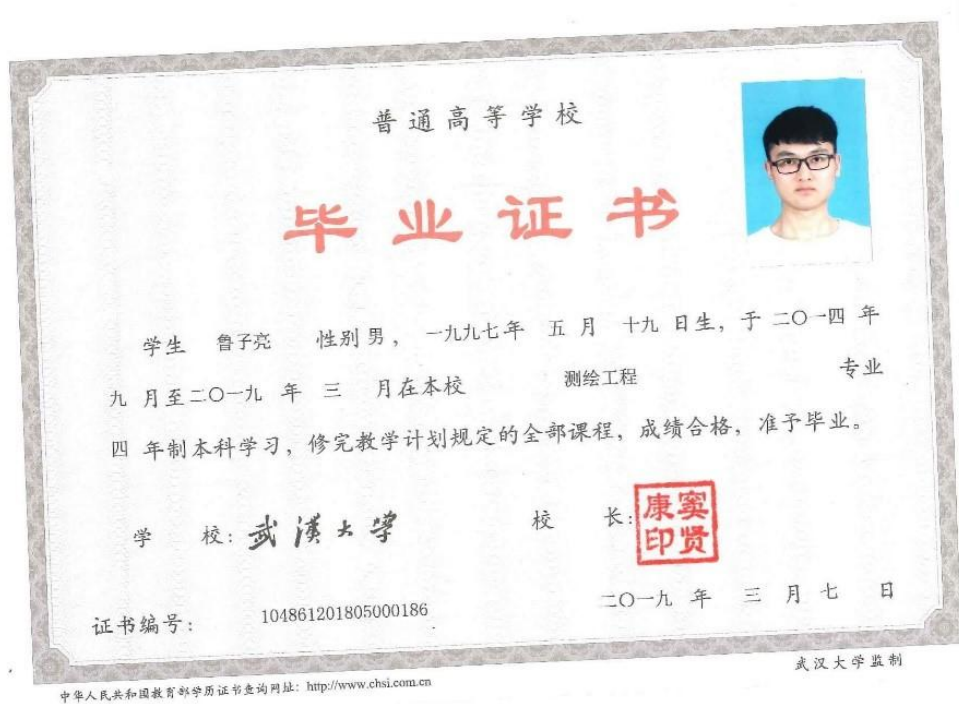 普通高等学校
毕业证书
学生 鲁子亮 性别 男， 一九九七年 五 月 十九 日生，于 二〇一四 年
九 月至二〇一九 年 三 月在本校 测绘工程 专业
四 年制本科学习，修完教学计划规定的全部课程，成绩合格，准予毕业。
学 校：武漢大学 校 长：
窦贤康印
二〇一九 年 三 月 七 日
证书编号： 104861201805000186
武汉大学监制
中华人民共和国教育部学历证书查询网址：http://www.chsi.com.cn